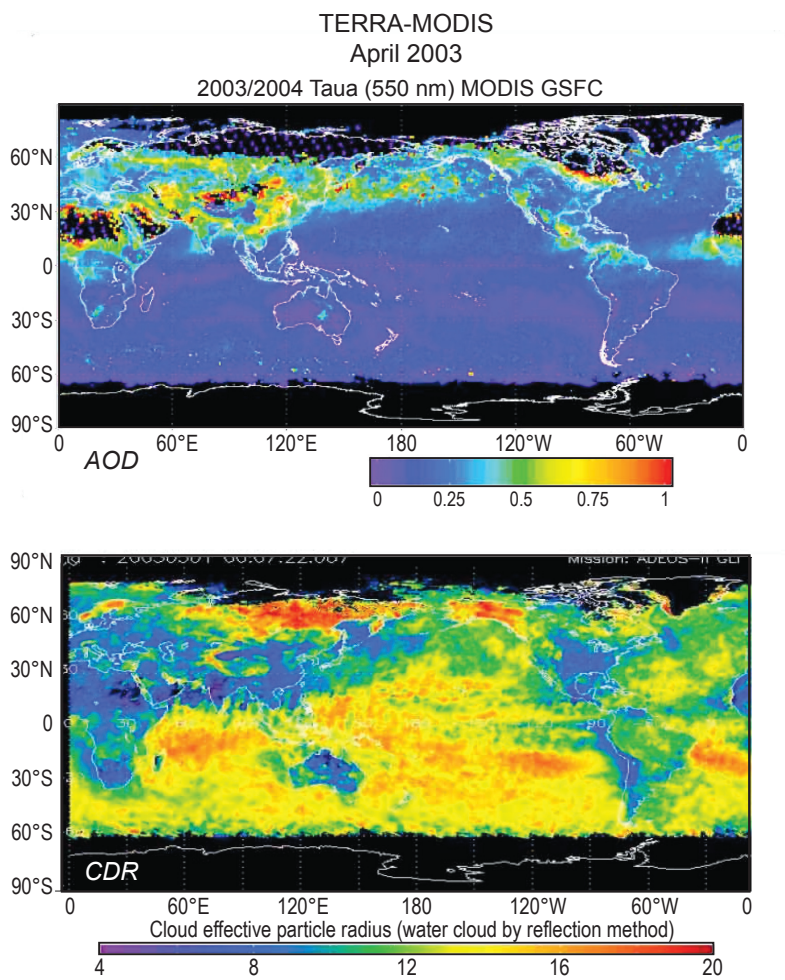 TERRA-MODIS
April 2003
2003/2004 Taua (550 nm) MODIS GSFC
60°N
30°N
0
30°S
60°S
90°S
0 60°E 120°E 180 120°W 60°W 0
AOD
0 0.25 0.5 0.75 1
90°N
Mission: ADEOS-II GLI
60°N
30°N
0
30°S
60°S
90°S
CDR
0 60°E 120°E 120°W 120°W 60°W 0
Cloud effective particle radius (water cloud by reflection method)
4 8 12 16 20